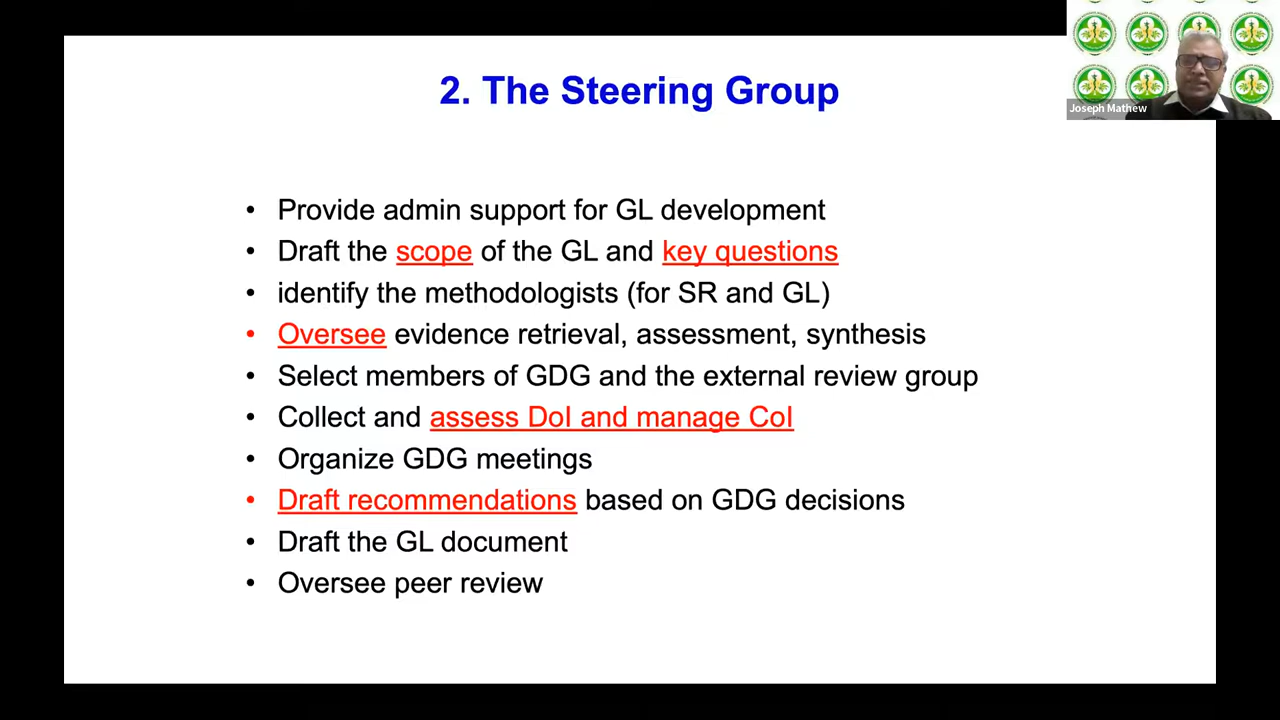 2. The Steering Group
Joseph Mathew
• Provide admin support for GL development
• Draft the scope of the GL and key questions
• identify the methodologists (for SR and GL)
• Oversee evidence retrieval, assessment, synthesis
• Select members of GDG and the external review group
• Collect and assess DoI and manage CoI
• Organize GDG meetings
• Draft recommendations based on GDG decisions
• Draft the GL document
• Oversee peer review